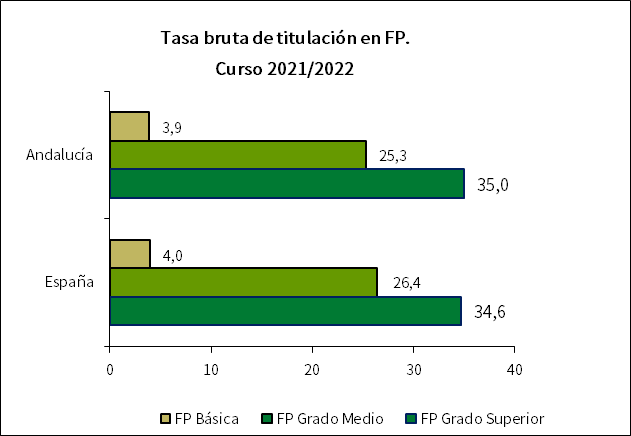 Tasa bruta de titulación en FP.
Curso 2021/2022
Andalucía
3,9
25,3
35,0
España
4,0
26,4
34,6
0 10 20 30 40
FP Básica FP Grado Medio FP Grado Superior